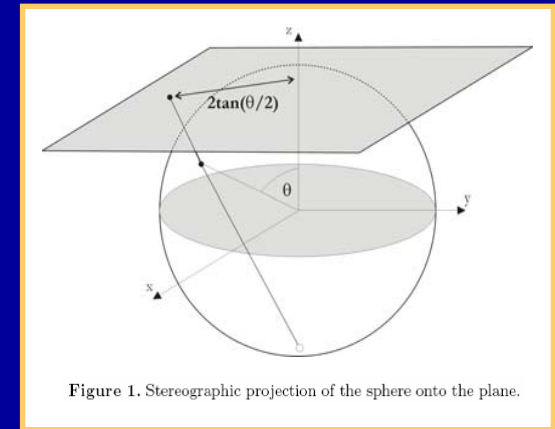 z
2tan(θ/2)
θ
y
x
Figure 1. Stereographic projection of the sphere onto the plane.